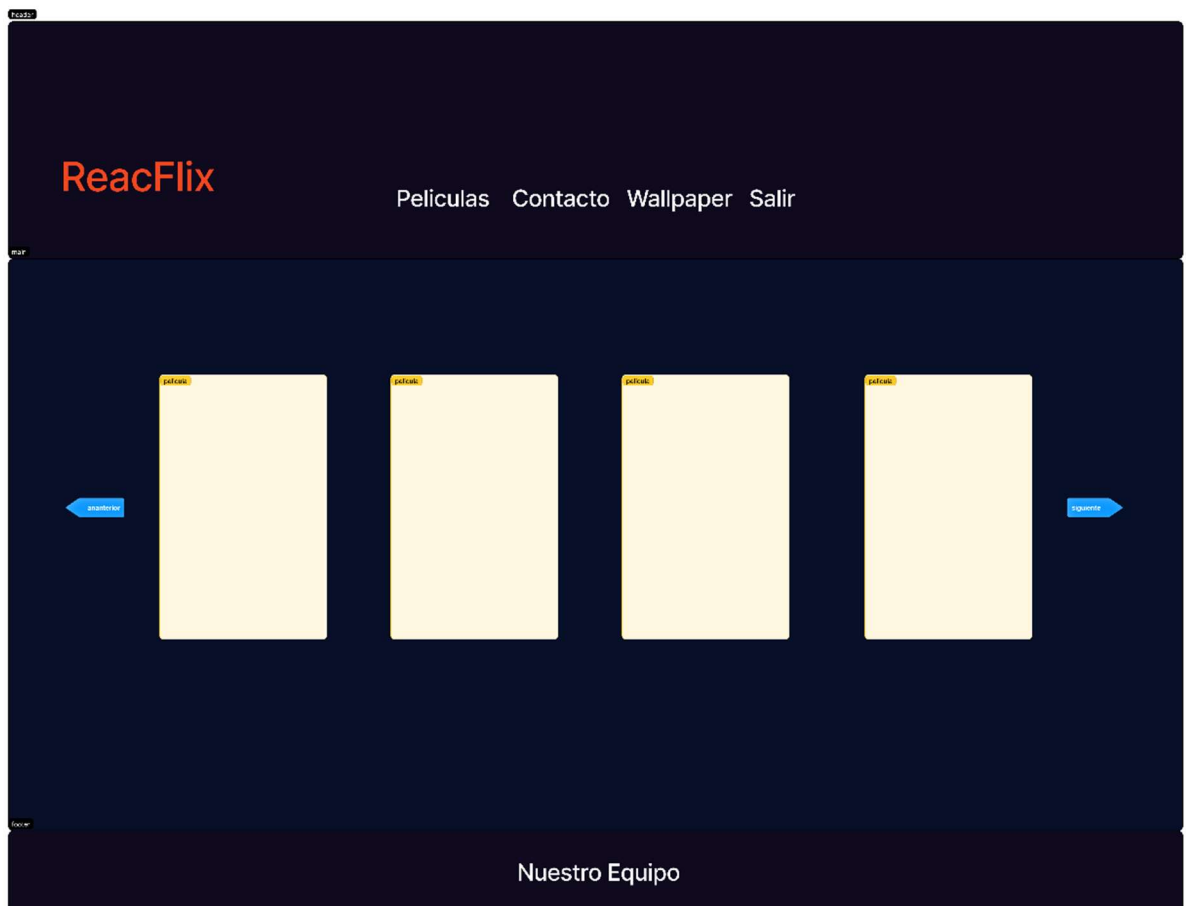 header
ReacFlix
Peliculas Contacto Wallpaper Salir
main
pelicula pelicula pelicula pelicula
ananterior
siguiente
footer
Nuestro Equipo